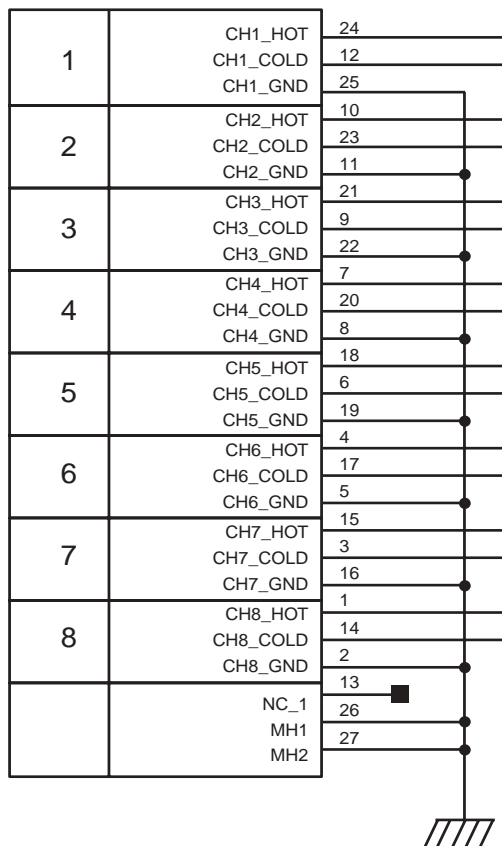 CH1_HOT 24
1 CH1_COLD 12
CH1_GND 25
CH2_HOT 10
2 CH2_COLD 23
CH2_GND 11
CH3_HOT 21
3 CH3_COLD 9
CH3_GND 22
CH4_HOT 7
4 CH4_COLD 20
CH4_GND 8
CH5_HOT 18
5 CH5_COLD 6
CH5_GND 19
CH6_HOT 4
6 CH6_COLD 17
CH6_GND 5
CH7_HOT 15
7 CH7_COLD 3
CH7_GND 16
CH8_HOT 1
8 CH8_COLD 14
CH8_GND 2
NC_1 13
MH1 26
MH2 27